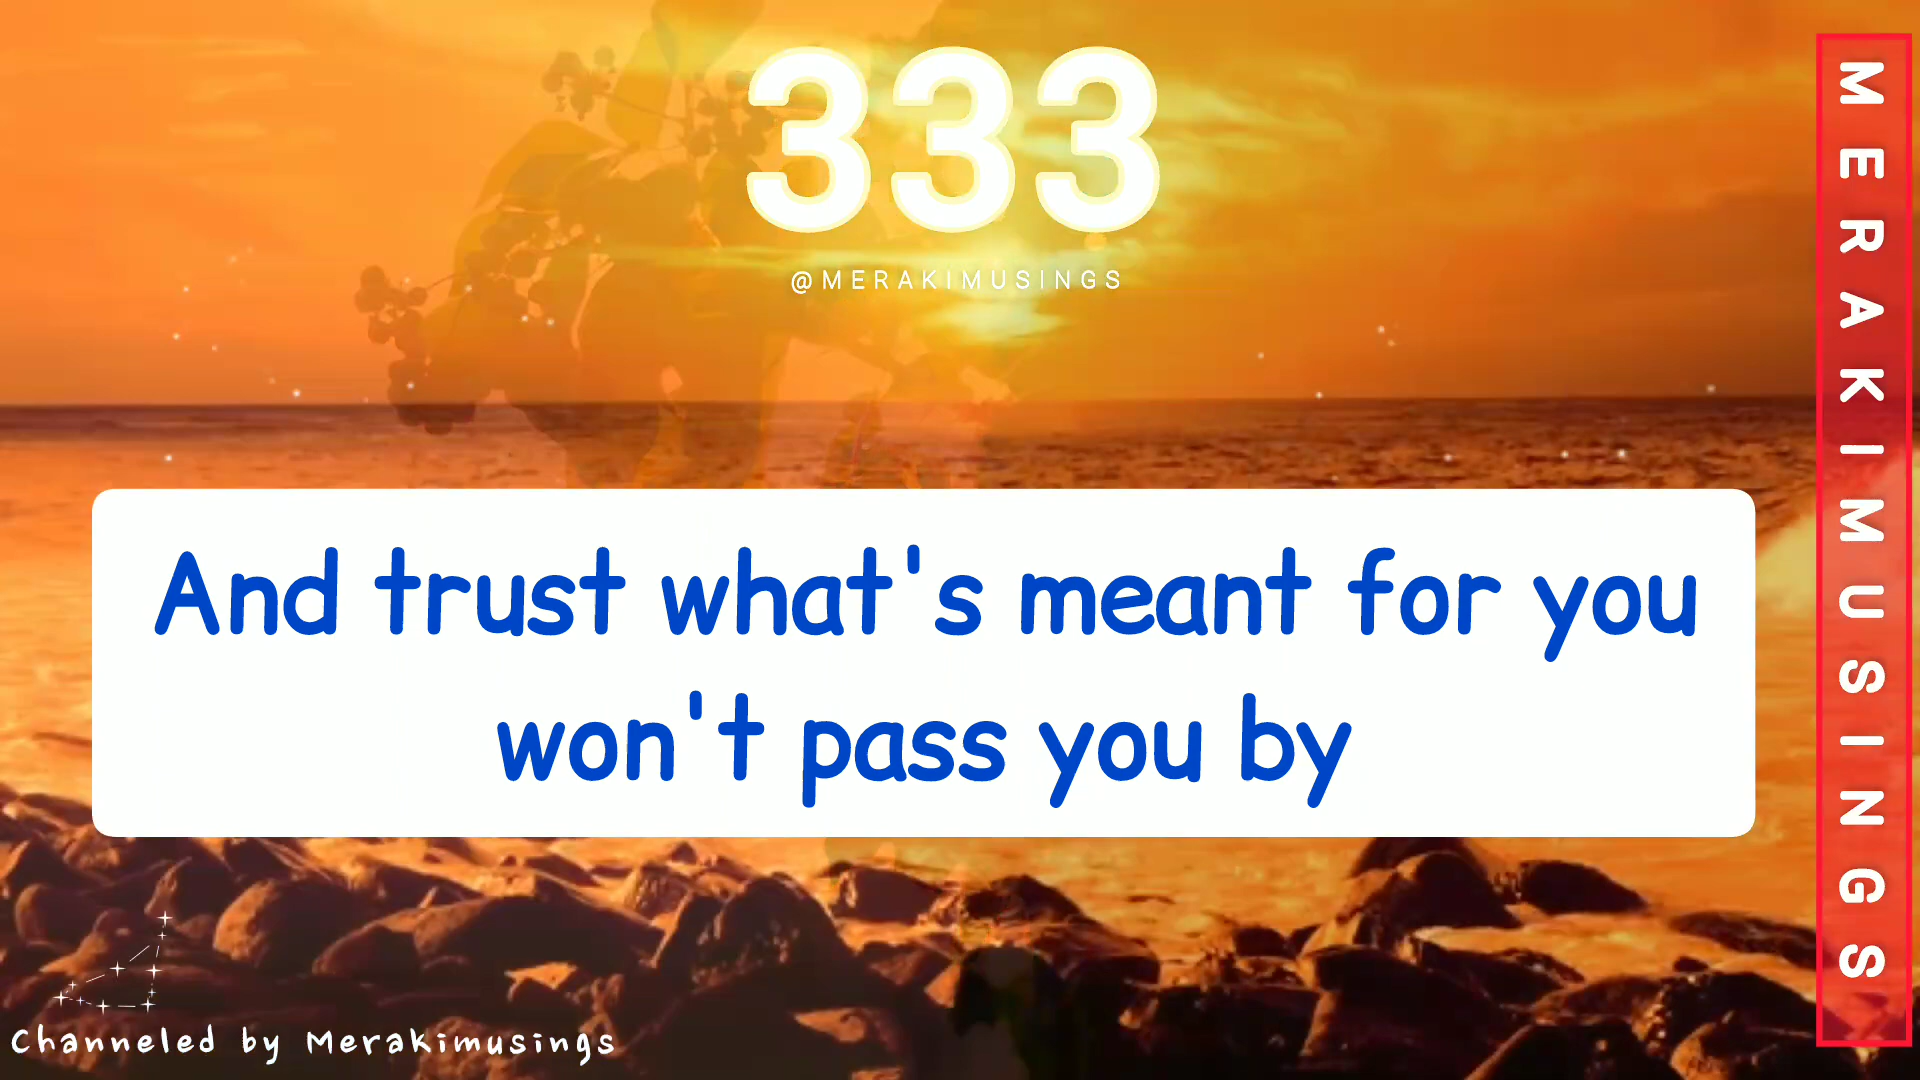 333
@MERAKIMUSINGS
And trust what's meant for you
won't pass you by
Channeled by Merakimusings
MERAKIMUSINGS